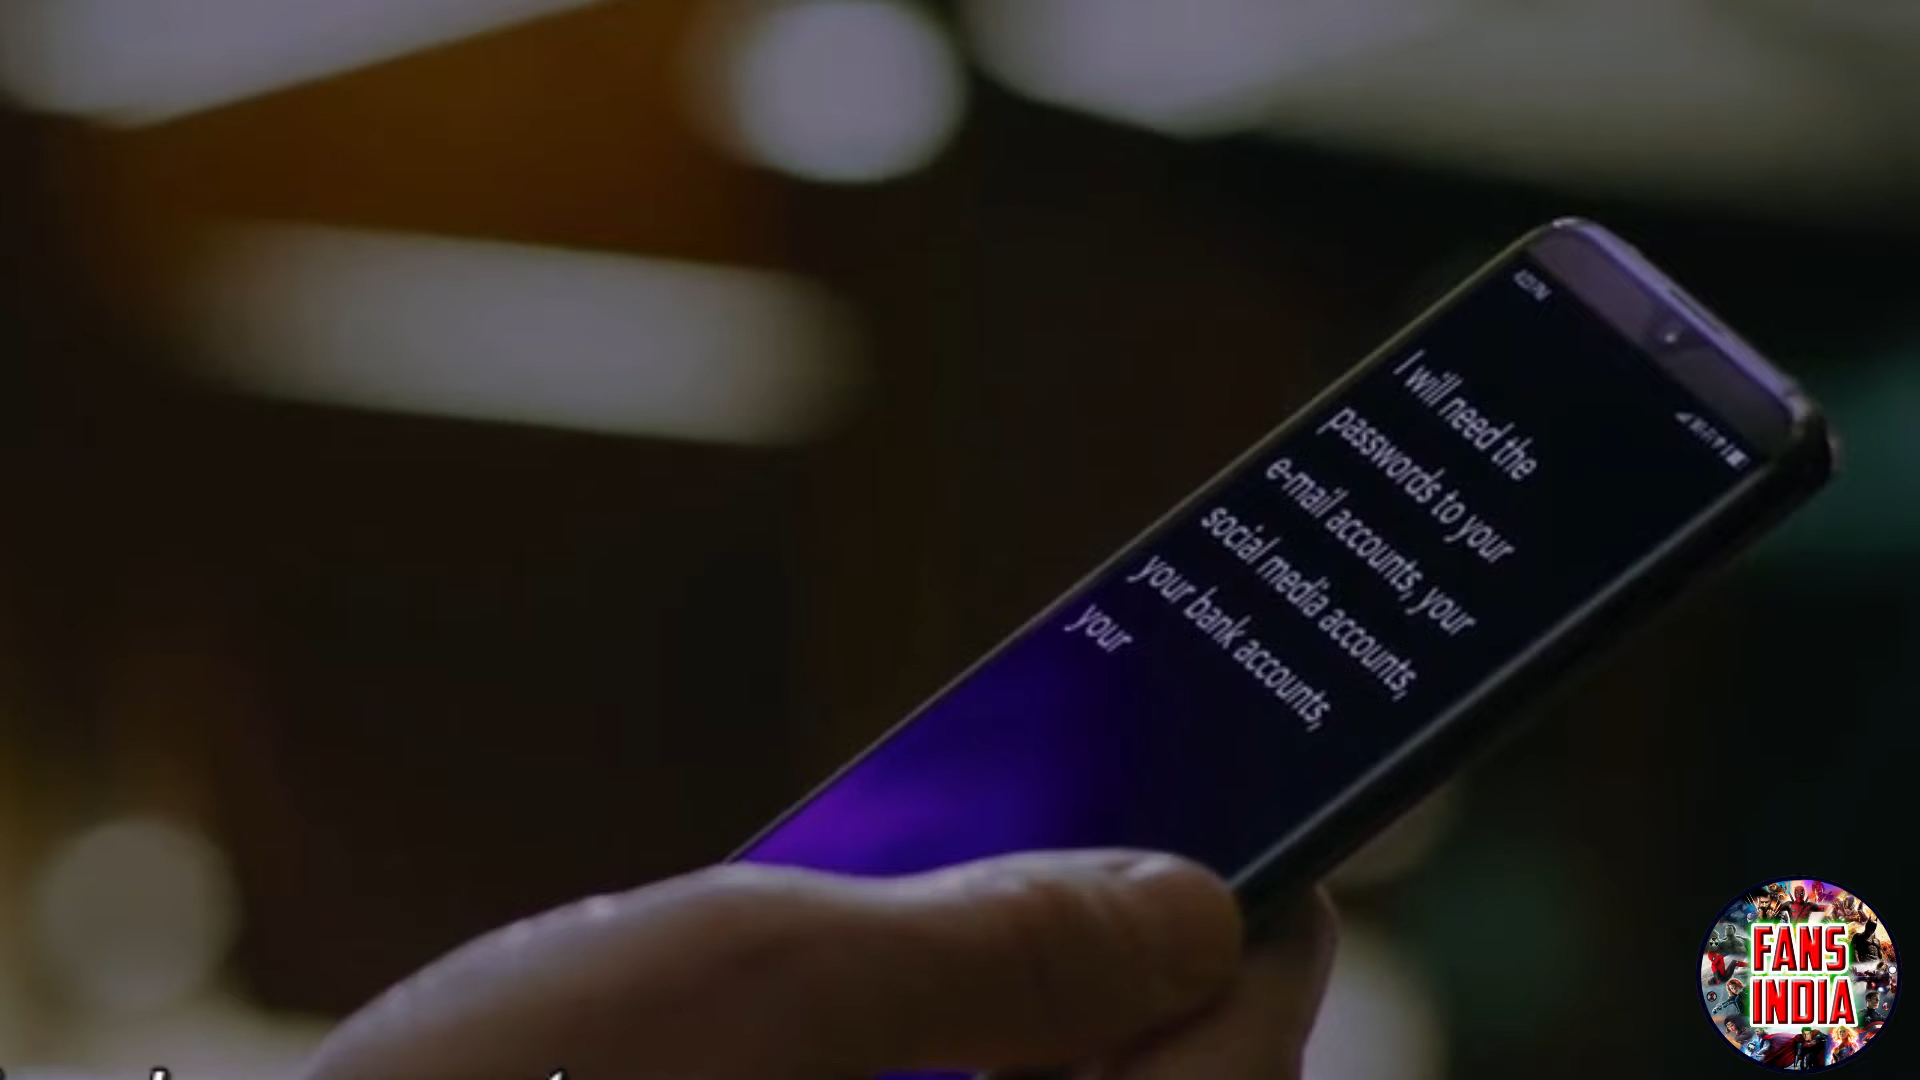 I will need the
passwords to your
e-mail accounts, your
social media accounts,
your bank accounts,
your
FANS
INDIA